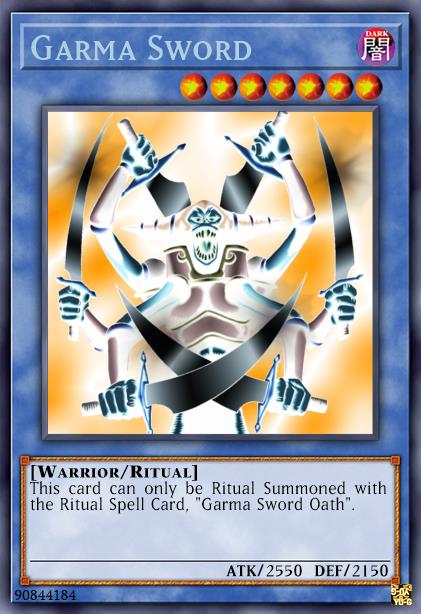 Garma Sword
DARK
闇
[Warrior/Ritual]
This card can only be Ritual Summoned with
the Ritual Spell Card, "Garma Sword Oath".
ATK/2550 DEF/2150
90844184